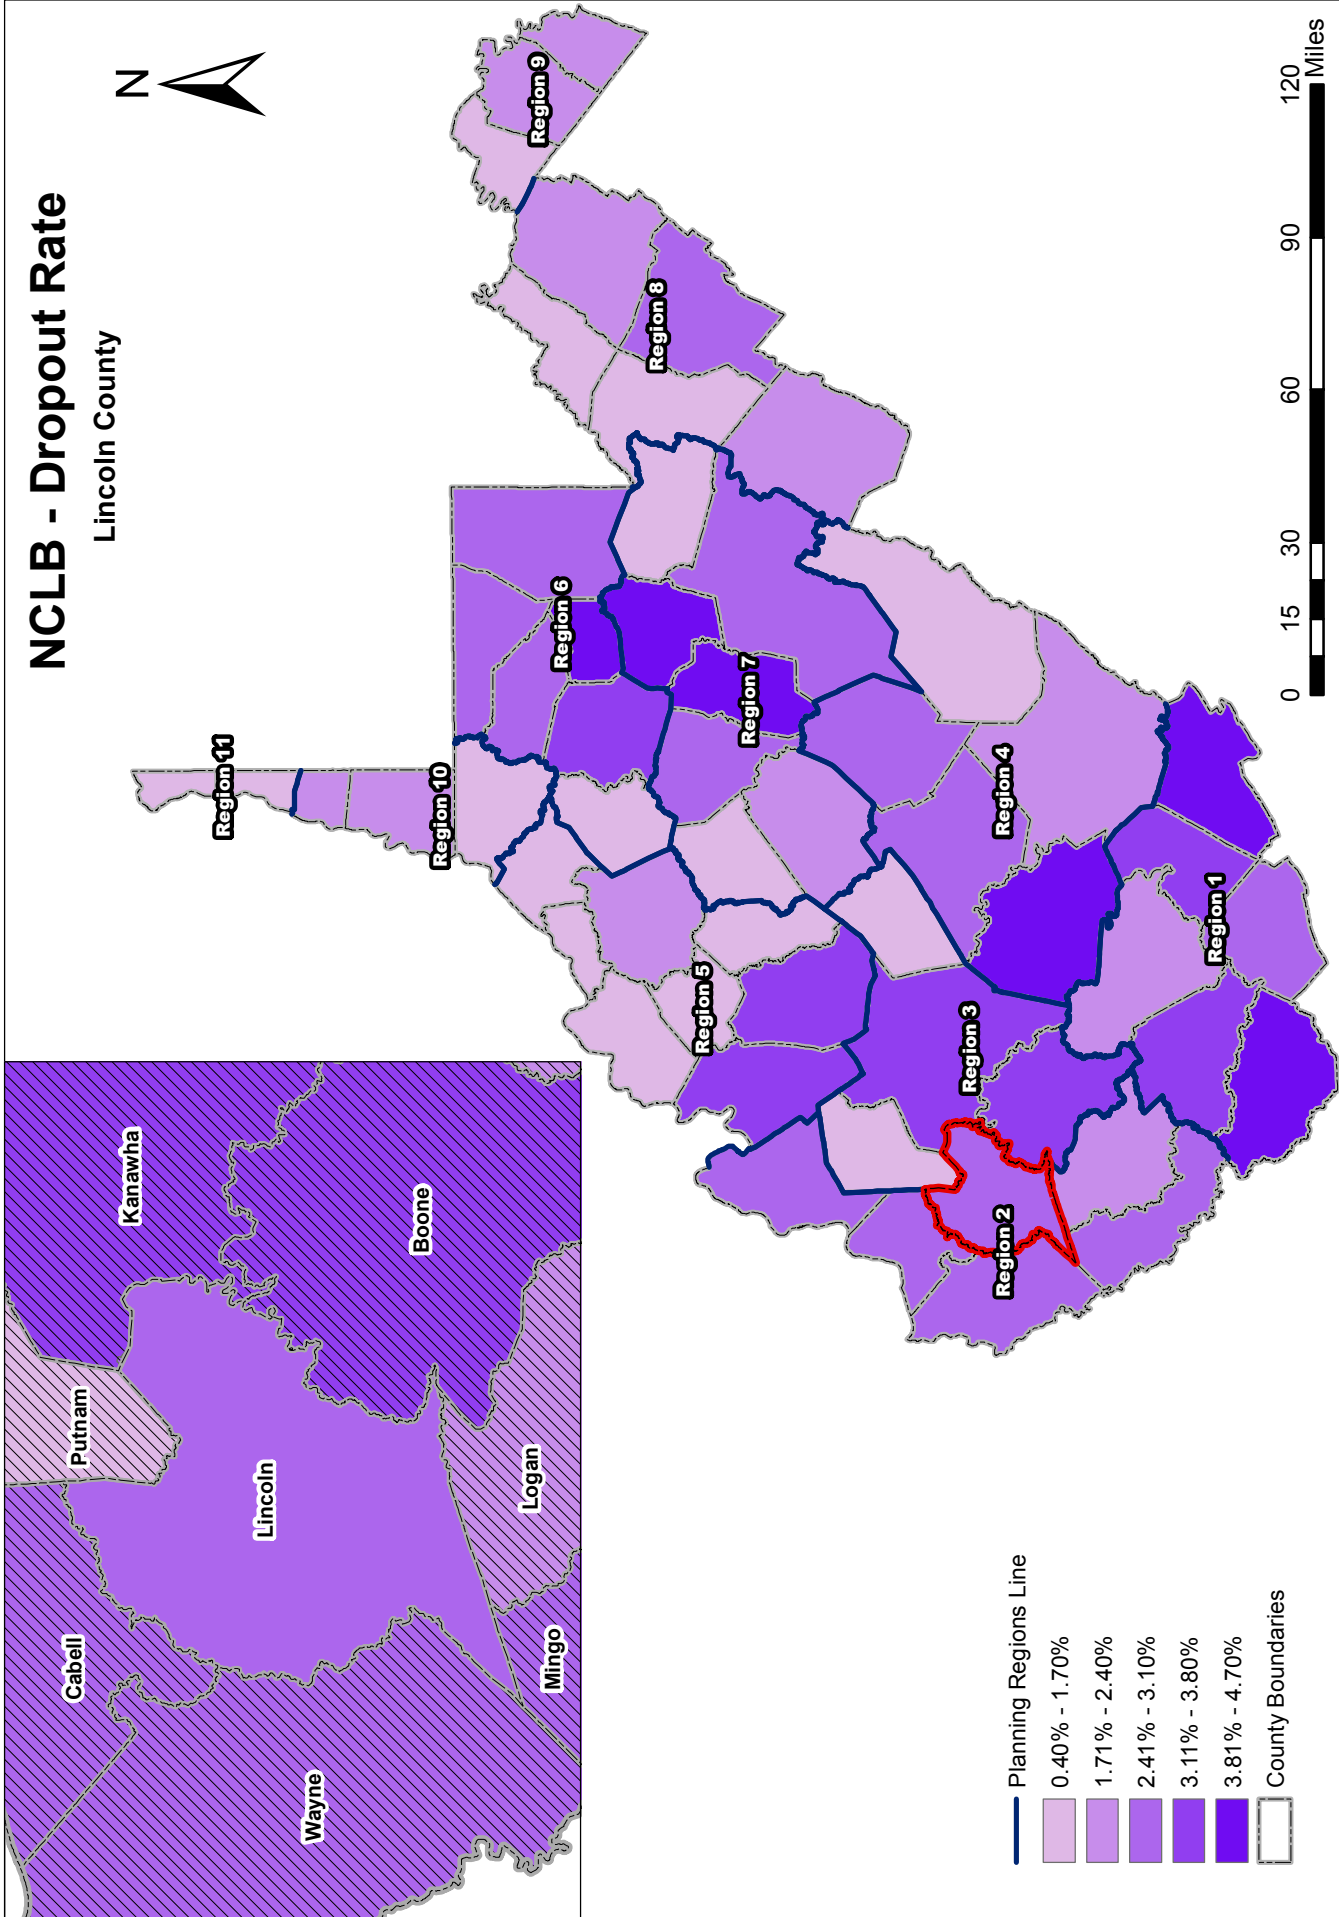 NCLB - Dropout Rate
Lincoln County
N
Kanawha
Putnam
Cabell
Boone
Lincoln
Wayne
Logan
Mingo
Region 11
Region 10
Region 9
Region 6
Region 8
Region 5
Region 7
Region 3
Region 4
Region 2
Region 1
Planning Regions Line
0.40% - 1.70%
1.71% - 2.40%
2.41% - 3.10%
3.11% - 3.80%
3.81% - 4.70%
County Boundaries
0 15 30 60 90 120
Miles